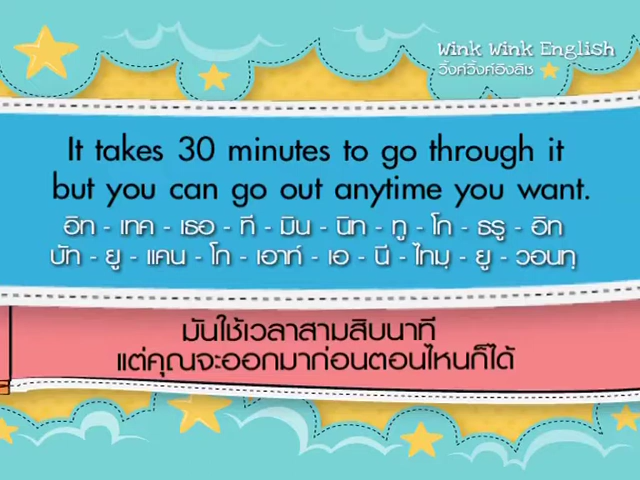 Wink Wink English
วิ้งค์วิ้งค์อิงลิช
It takes 30 minutes to go through it
but you can go out anytime you want.
อิท - เทค - เธอ - ที - มิน - นิท - ทู - โก - ธรู - อิท
บัท - ยู - แคน - โก - เอาท์ - เอ - นี - ไทมฺ - ยู - วอนทฺ
มันใช้เวลาสามสิบนาที
แต่คุณจะออกมาก่อนตอนไหนก็ได้